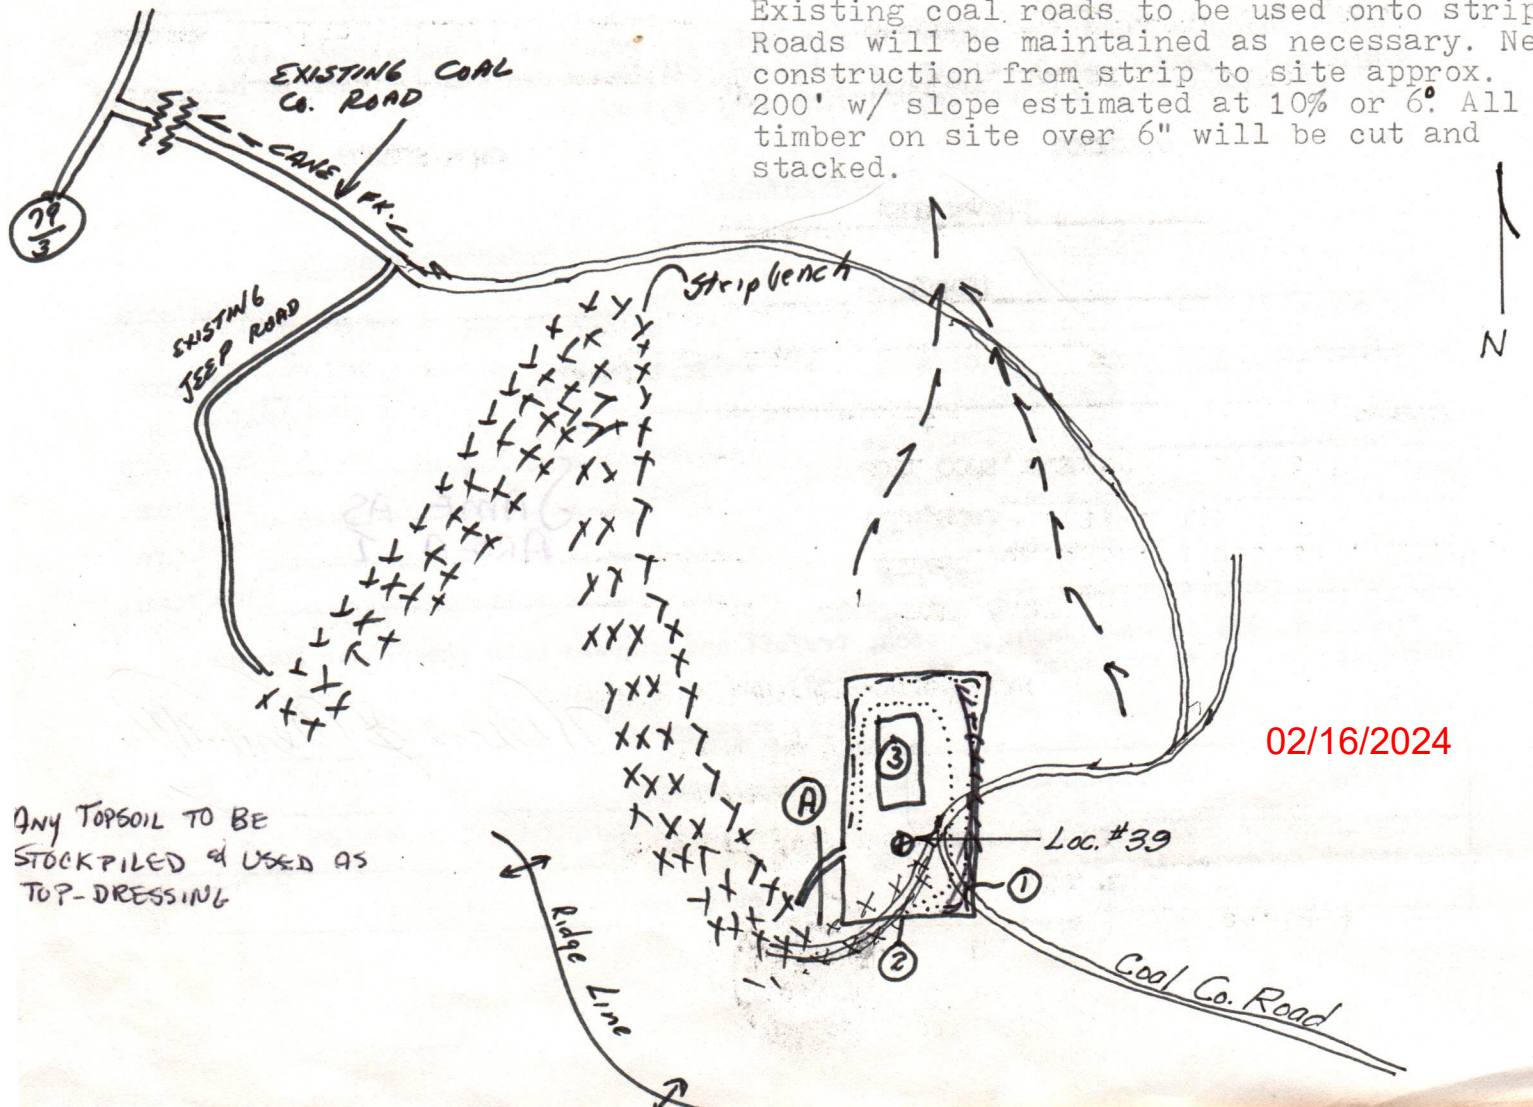 Existing coal roads to be used onto strip
Roads will be maintained as necessary. Ne
construction from strip to site approx.
200' w/ slope estimated at 10% or 6°. All
timber on site over 6" will be cut and
stacked.
EXISTING COAL
CO. ROAD
CANE FK.
79
3
EXISTING
JEEP ROAD
Strip bench
N
02/16/2024
3
A
Loc. #39
1
2
ANY TOPSOIL TO BE
STOCKPILED & USED AS
TOP-DRESSING
Ridge Line
Coal Co. Road
SAME AS